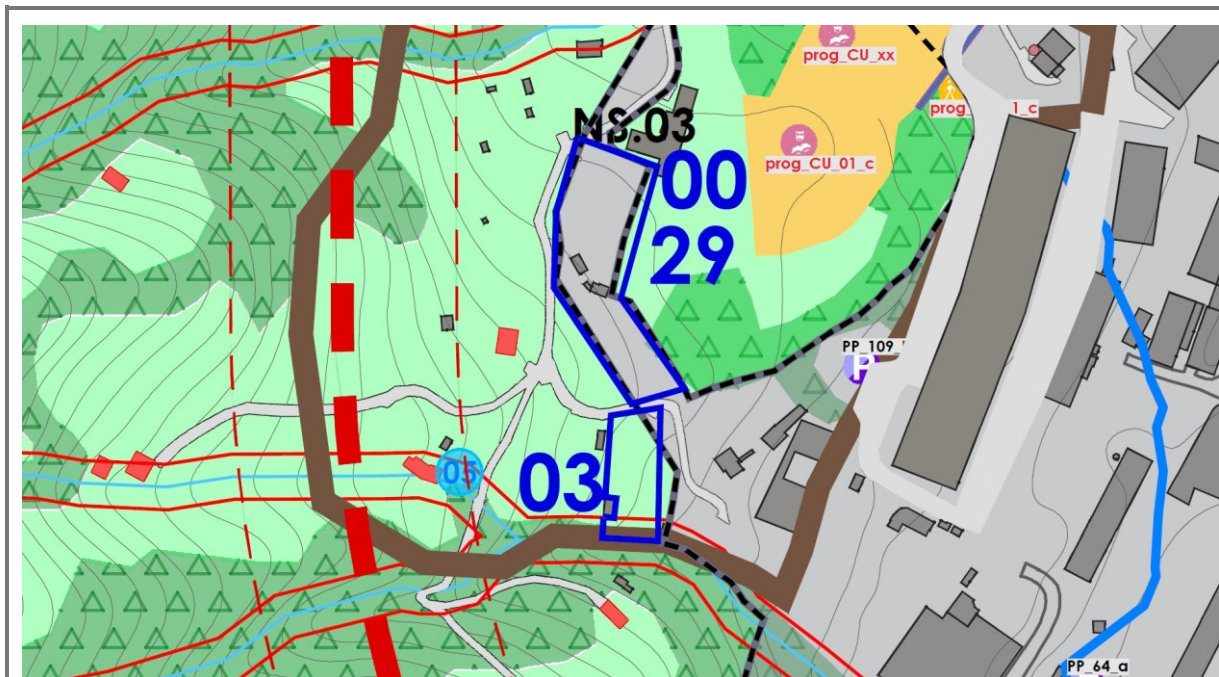 prog_CU_xx
prog_
1_c
NS.03
prog_CU_01_c
00
29
PP_109_
P
03
05
PP_64_a